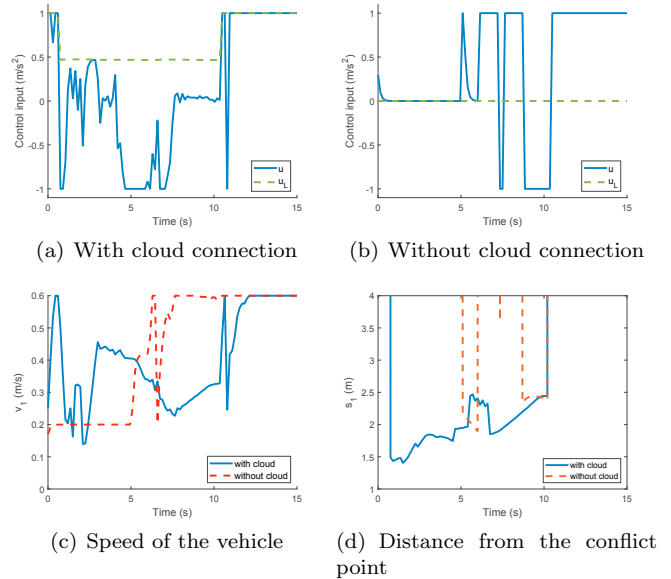 1
0.5
0
-0.5
-1
Control input (m/s²)
u
u_L
0 5 10 15
Time (s)
(a) With cloud connection
1
0.5
0
-0.5
-1
Control input (m/s²)
u
u_L
0 5 10 15
Time (s)
(b) Without cloud connection
0.6
0.5
0.4
0.3
0.2
0.1
0
v_1 (m/s)
with cloud
without cloud
0 5 10 15
Time (s)
(c) Speed of the vehicle
4
3.5
3
2.5
2
1.5
1
s_1 (m)
with cloud
without cloud
0 5 10 15
Time (s)
(d) Distance from the conflict
point